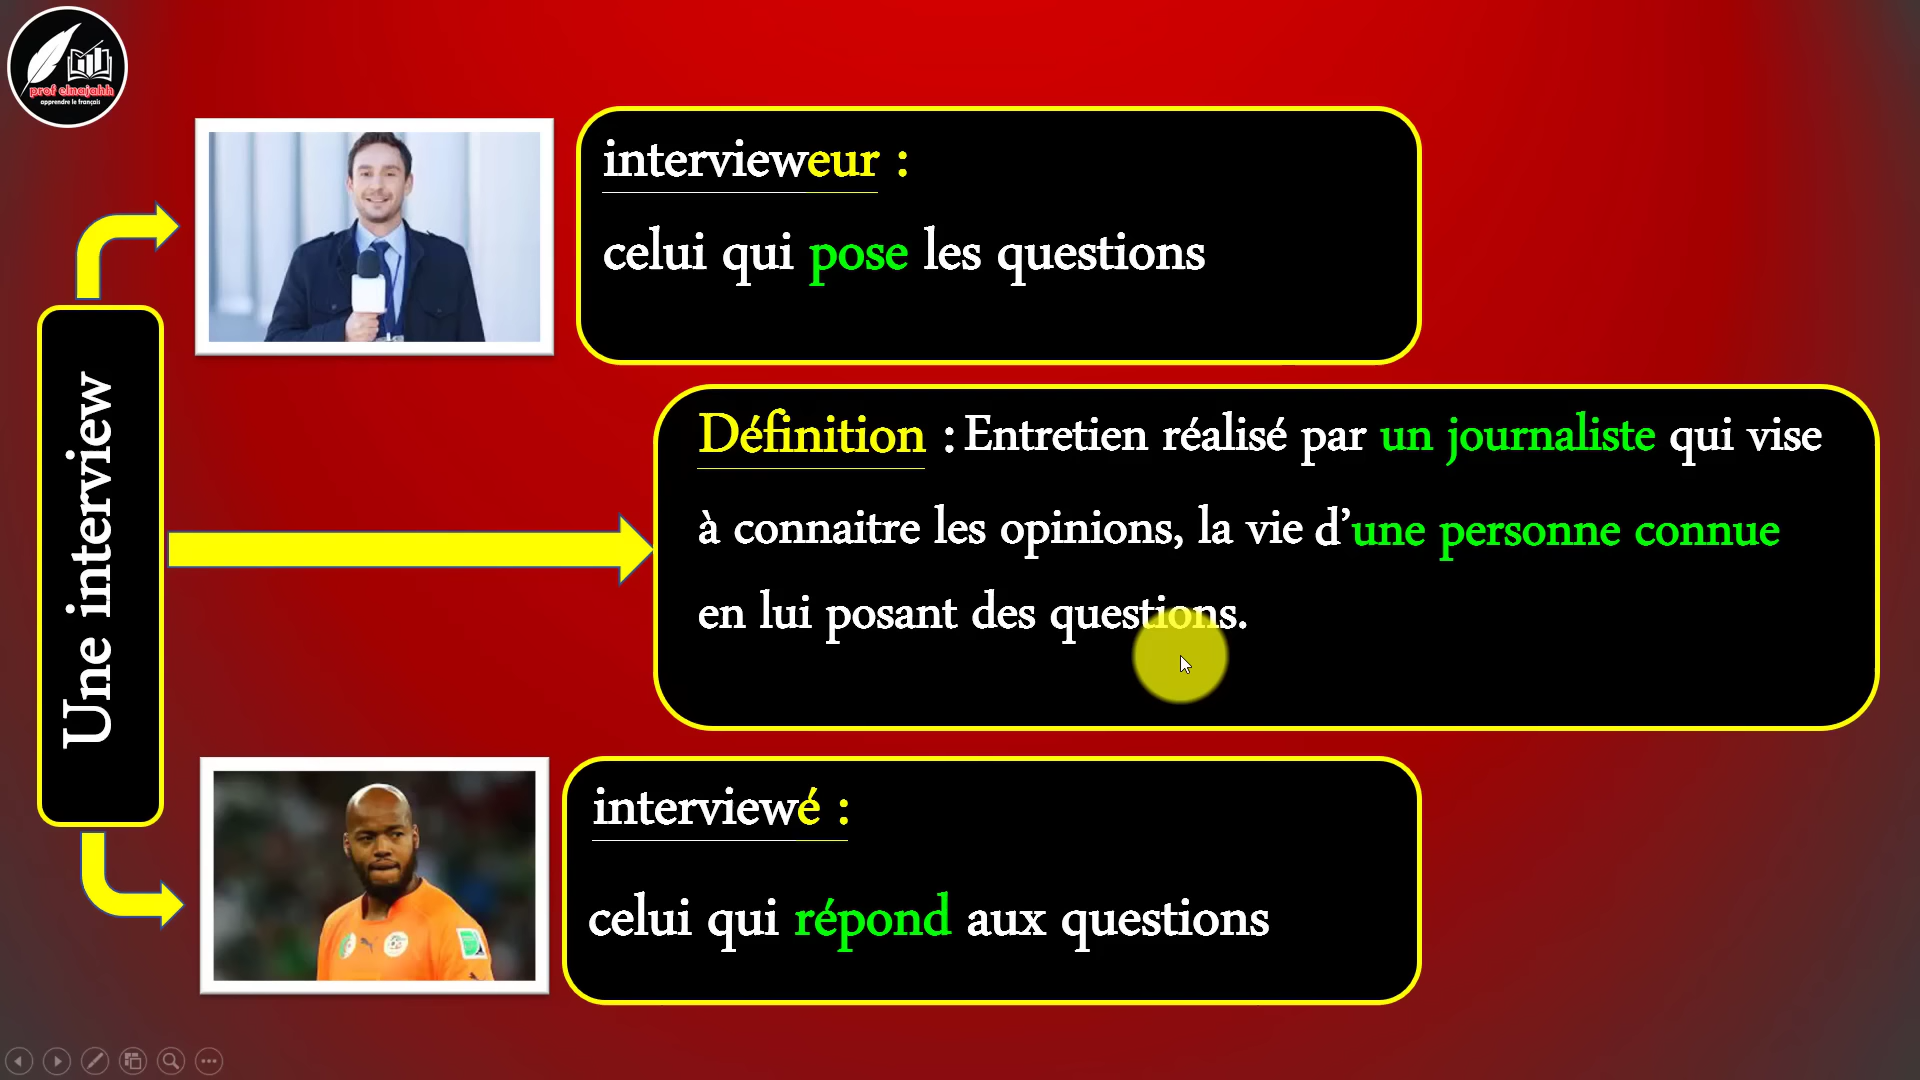 prof elnajahh
apprendre le français
intervieweur :
celui qui pose les questions
Une interview
Définition : Entretien réalisé par un journaliste qui vise
à connaitre les opinions, la vie d’une personne connue
en lui posant des questions.
interviewé :
celui qui répond aux questions